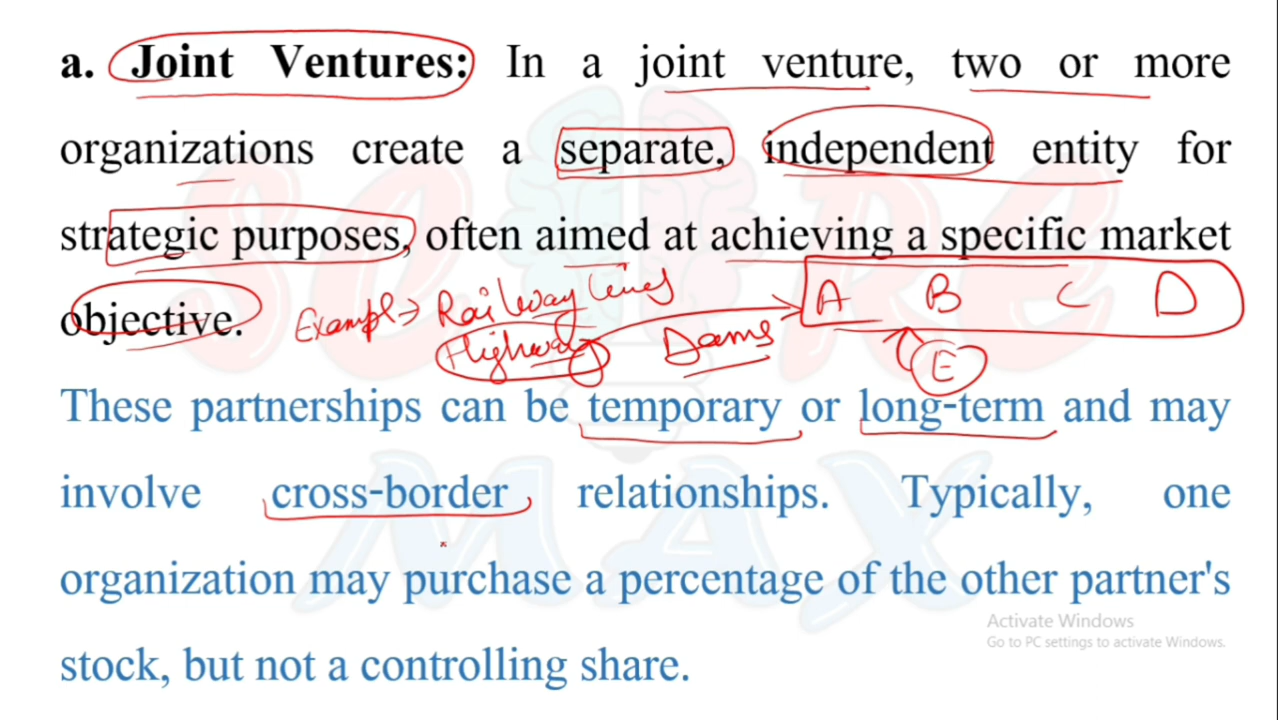 a. Joint Ventures: In a joint venture, two or more
organizations create a separate, independent entity for
strategic purposes, often aimed at achieving a specific market
objective. Example → Railway lines A B C D
Highway Dams E
These partnerships can be temporary or long-term and may
involve cross-border relationships. Typically, one
organization may purchase a percentage of the other partner's
Activate Windows
Go to PC settings to activate Windows.
stock, but not a controlling share.
SOURCE
MAX